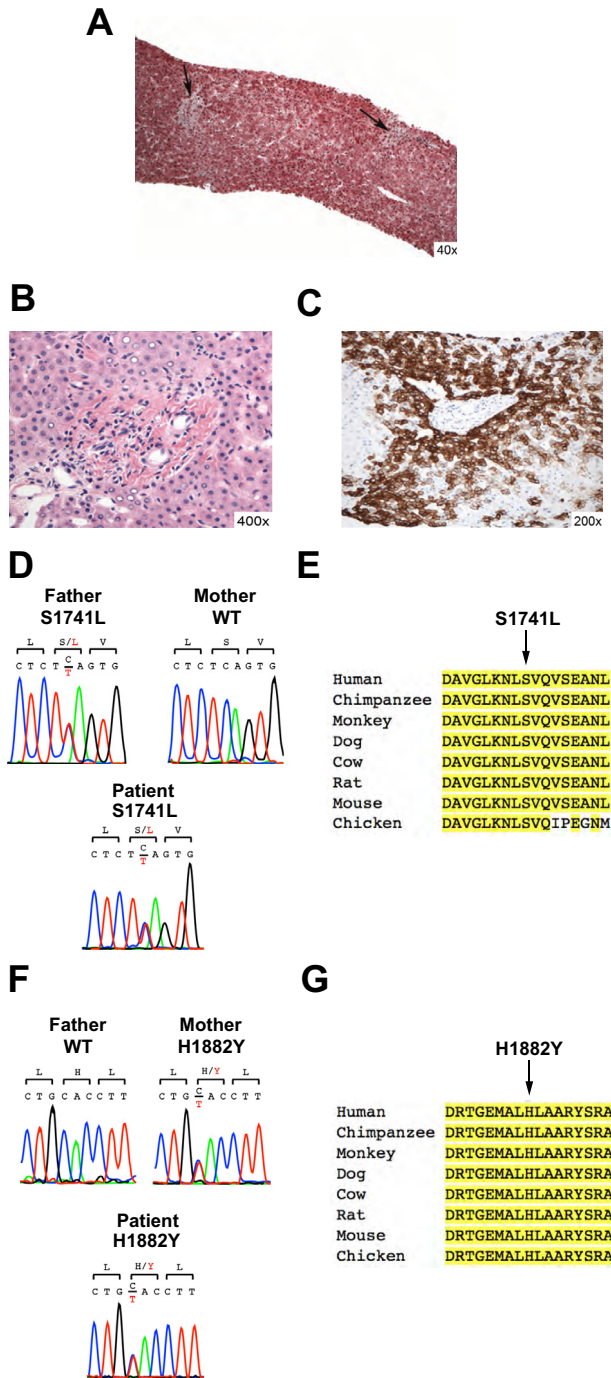 A
40x
B
C
400x
200x
D
Father
S1741L
Mother
WT
L S/L V
C T C T C A G T G
T
L S V
C T C T C A G T G
Patient
S1741L
L S/L V
C T C T C A G T G
T
E
S1741L
Human DAVGLKNLSVQVSEANL
Chimpanzee DAVGLKNLSVQVSEANL
Monkey DAVGLKNLSVQVSEANL
Dog DAVGLKNLSVQVSEANL
Cow DAVGLKNLSVQVSEANL
Rat DAVGLKNLSVQVSEANL
Mouse DAVGLKNLSVQVSEANL
Chicken DAVGLKNLSVQIPEGNM
F
Father
WT
Mother
H1882Y
L H L
C T G C A C C T T
L H/Y L
C T G C A C C T T
T
Patient
H1882Y
L H/Y L
C T G C A C C T T
T
G
H1882Y
Human DRTGEMALHLAARYSRA
Chimpanzee DRTGEMALHLAARYSRA
Monkey DRTGEMALHLAARYSRA
Dog DRTGEMALHLAARYSRA
Cow DRTGEMALHLAARYSRA
Rat DRTGEMALHLAARYSRA
Mouse DRTGEMALHLAARYSRA
Chicken DRTGEMALHLAARYSRA